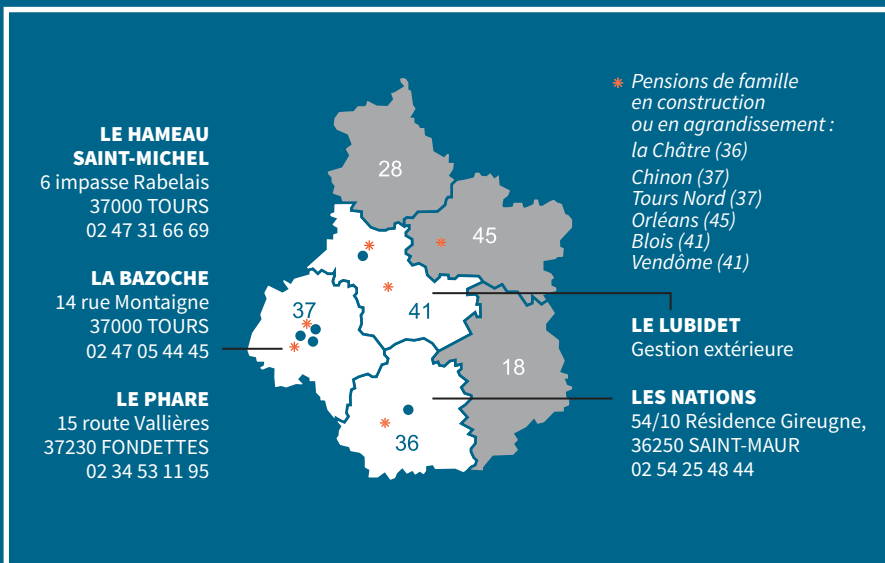 LE HAMEAU
SAINT-MICHEL
6 impasse Rabelais
37000 TOURS
02 47 31 66 69
LA BAZOCHE
14 rue Montaigne
37000 TOURS
02 47 05 44 45
LE PHARE
15 route Vallières
37230 FONDETTES
02 34 53 11 95
28
45
37
41
18
36
* Pensions de famille
en construction
ou en agrandissement :
la Châtre (36)
Chinon (37)
Tours Nord (37)
Orléans (45)
Blois (41)
Vendôme (41)
LE LUBIDET
Gestion extérieure
LES NATIONS
54/10 Résidence Gireugne,
36250 SAINT-MAUR
02 54 25 48 44